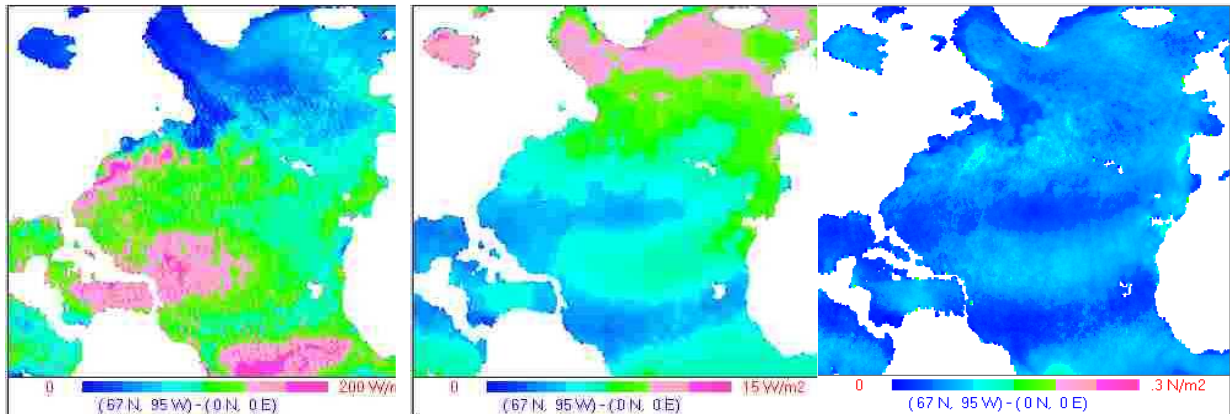 0 200 W/m
(67 N, 95 W) - (0 N, 0 E)
0 15 W/m2
(67 N, 95 W) - (0 N, 0 E)
0 .3 N/m2
(67 N, 95 W) - (0 N, 0 E)